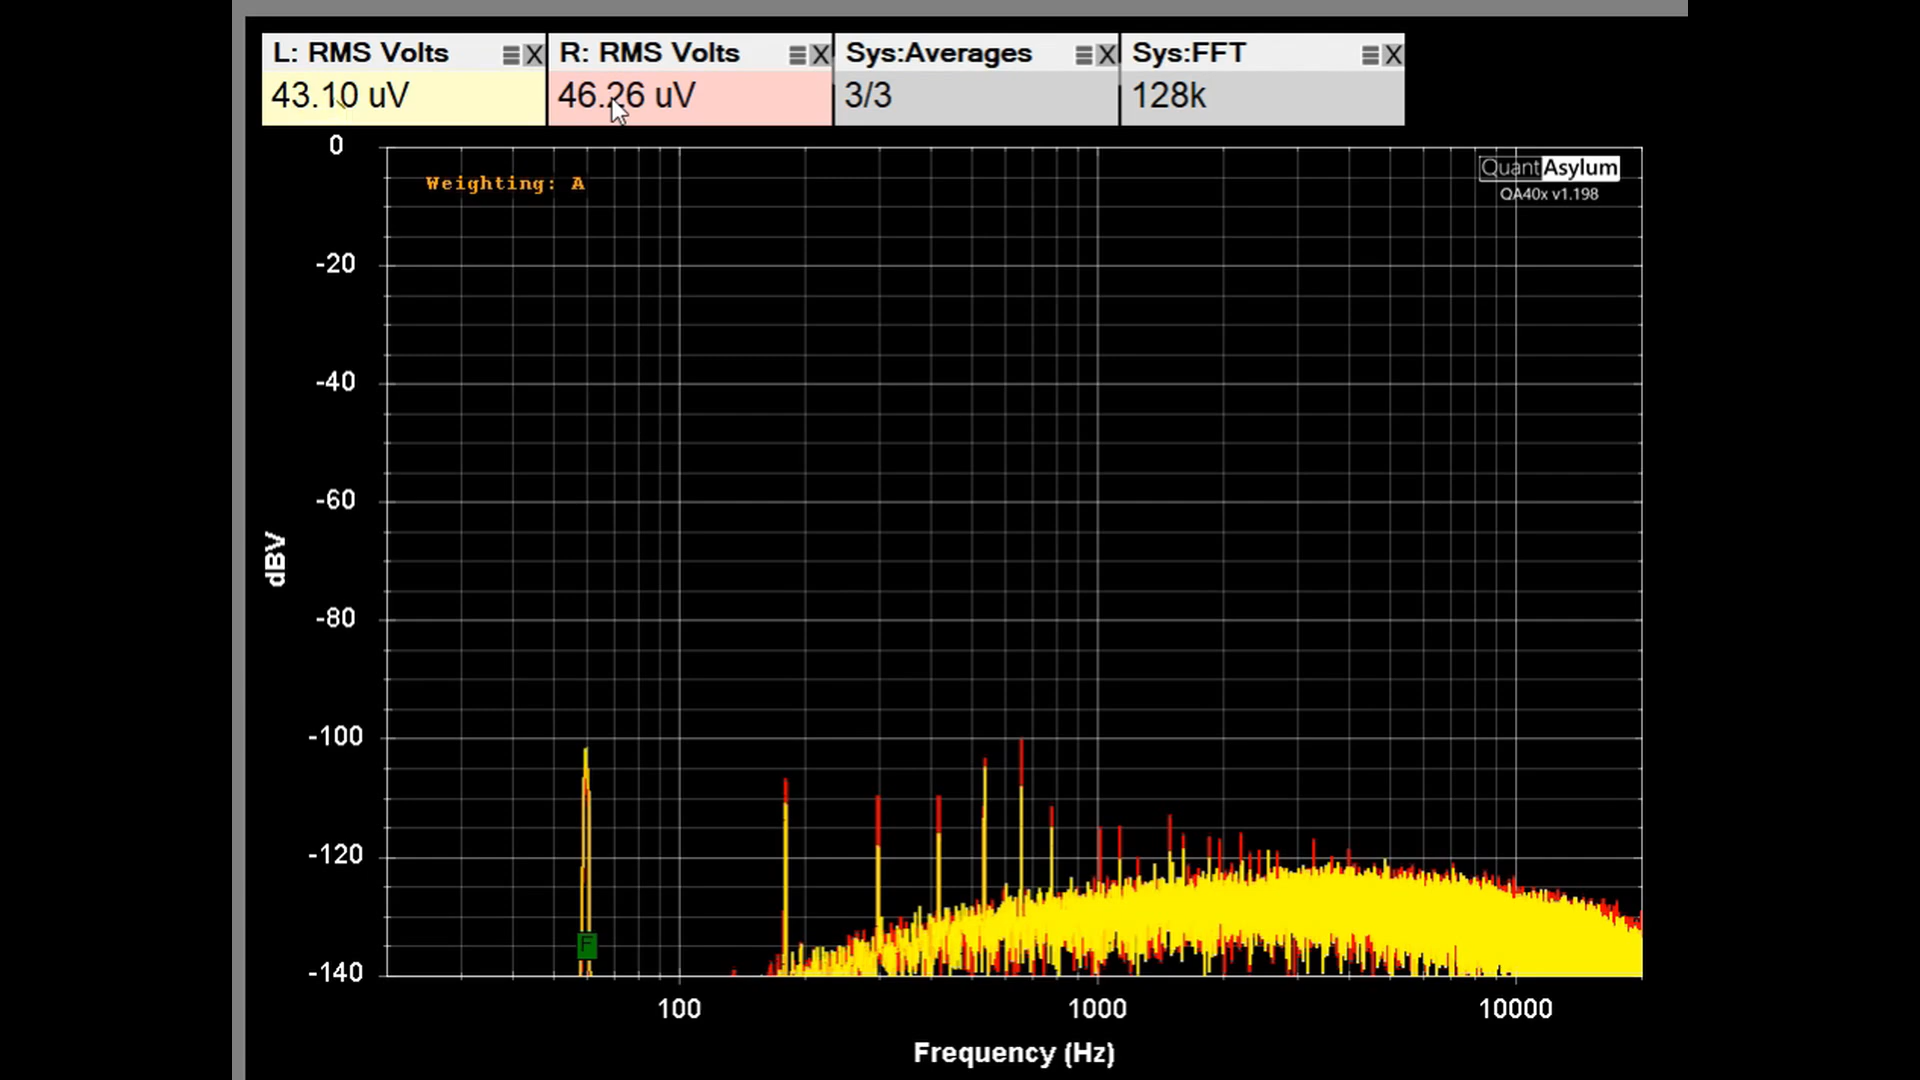 L: RMS Volts X
R: RMS Volts X
Sys:Averages X
Sys:FFT X
43.10 uV
46.26 uV
3/3
128k
Weighting: A
QuantAsylum
QA40x v1.198
0
-20
-40
-60
-80
-100
-120
-140
dBV
F
100
1000
10000
Frequency (Hz)